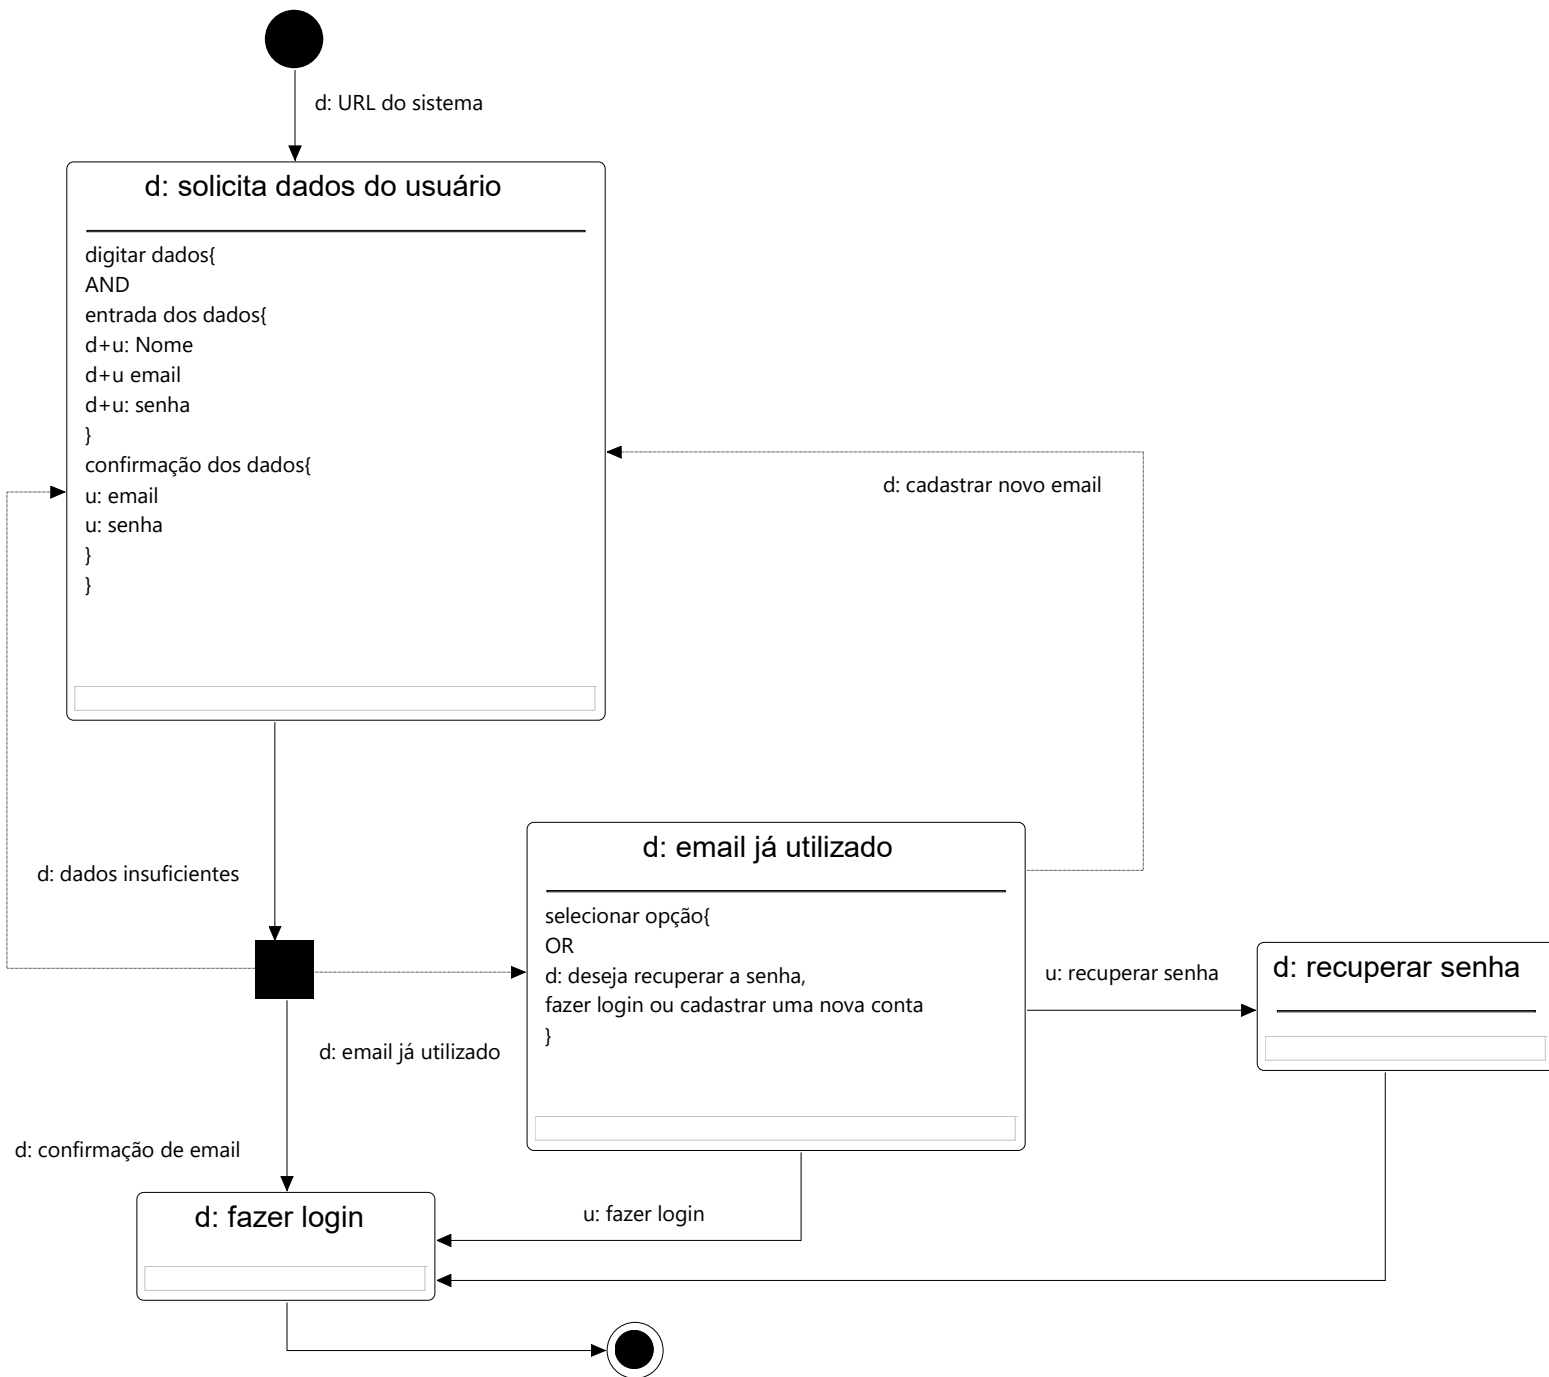 d: URL do sistema
d: solicita dados do usuário
digitar dados{
AND
entrada dos dados{
d+u: Nome
d+u email
d+u: senha
}
confirmação dos dados{
u: email
u: senha
}
}
d: cadastrar novo email
d: dados insuficientes
d: email já utilizado
selecionar opção{
OR
d: deseja recuperar a senha,
fazer login ou cadastrar uma nova conta
}
u: recuperar senha
d: recuperar senha
d: email já utilizado
d: confirmação de email
d: fazer login
u: fazer login